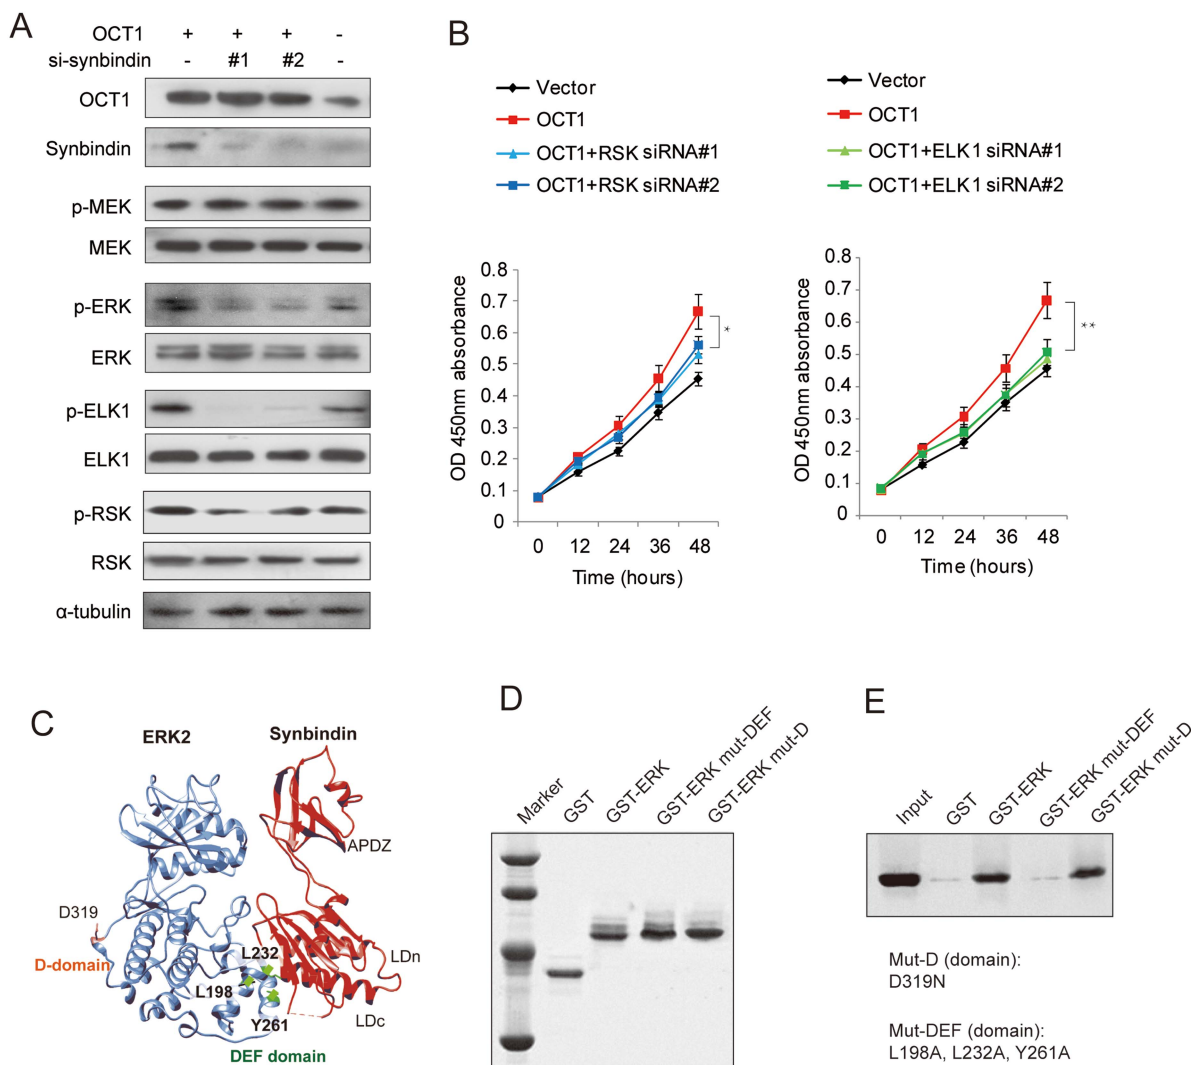 A
OCT1 + + + -
si-synbindin - #1 #2 -
OCT1
Synbindin
p-MEK
MEK
p-ERK
ERK
p-ELK1
ELK1
p-RSK
RSK
α-tubulin
B
Vector
OCT1
OCT1+RSK siRNA#1
OCT1+RSK siRNA#2
OD 450nm absorbance
0.8
0.7
0.6
0.5
0.4
0.3
0.2
0.1
0
*
0 12 24 36 48
Time (hours)
Vector
OCT1
OCT1+ELK1 siRNA#1
OCT1+ELK1 siRNA#2
OD 450nm absorbance
0.8
0.7
0.6
0.5
0.4
0.3
0.2
0.1
0
**
0 12 24 36 48
Time (hours)
C
ERK2
Synbindin
APDZ
D319
D-domain
L232
L198
Y261
LDn
LDc
DEF domain
D
Marker
GST
GST-ERK
GST-ERK mut-DEF
GST-ERK mut-D
E
Input
GST
GST-ERK
GST-ERK mut-DEF
GST-ERK mut-D
Mut-D (domain):
D319N
Mut-DEF (domain):
L198A, L232A, Y261A